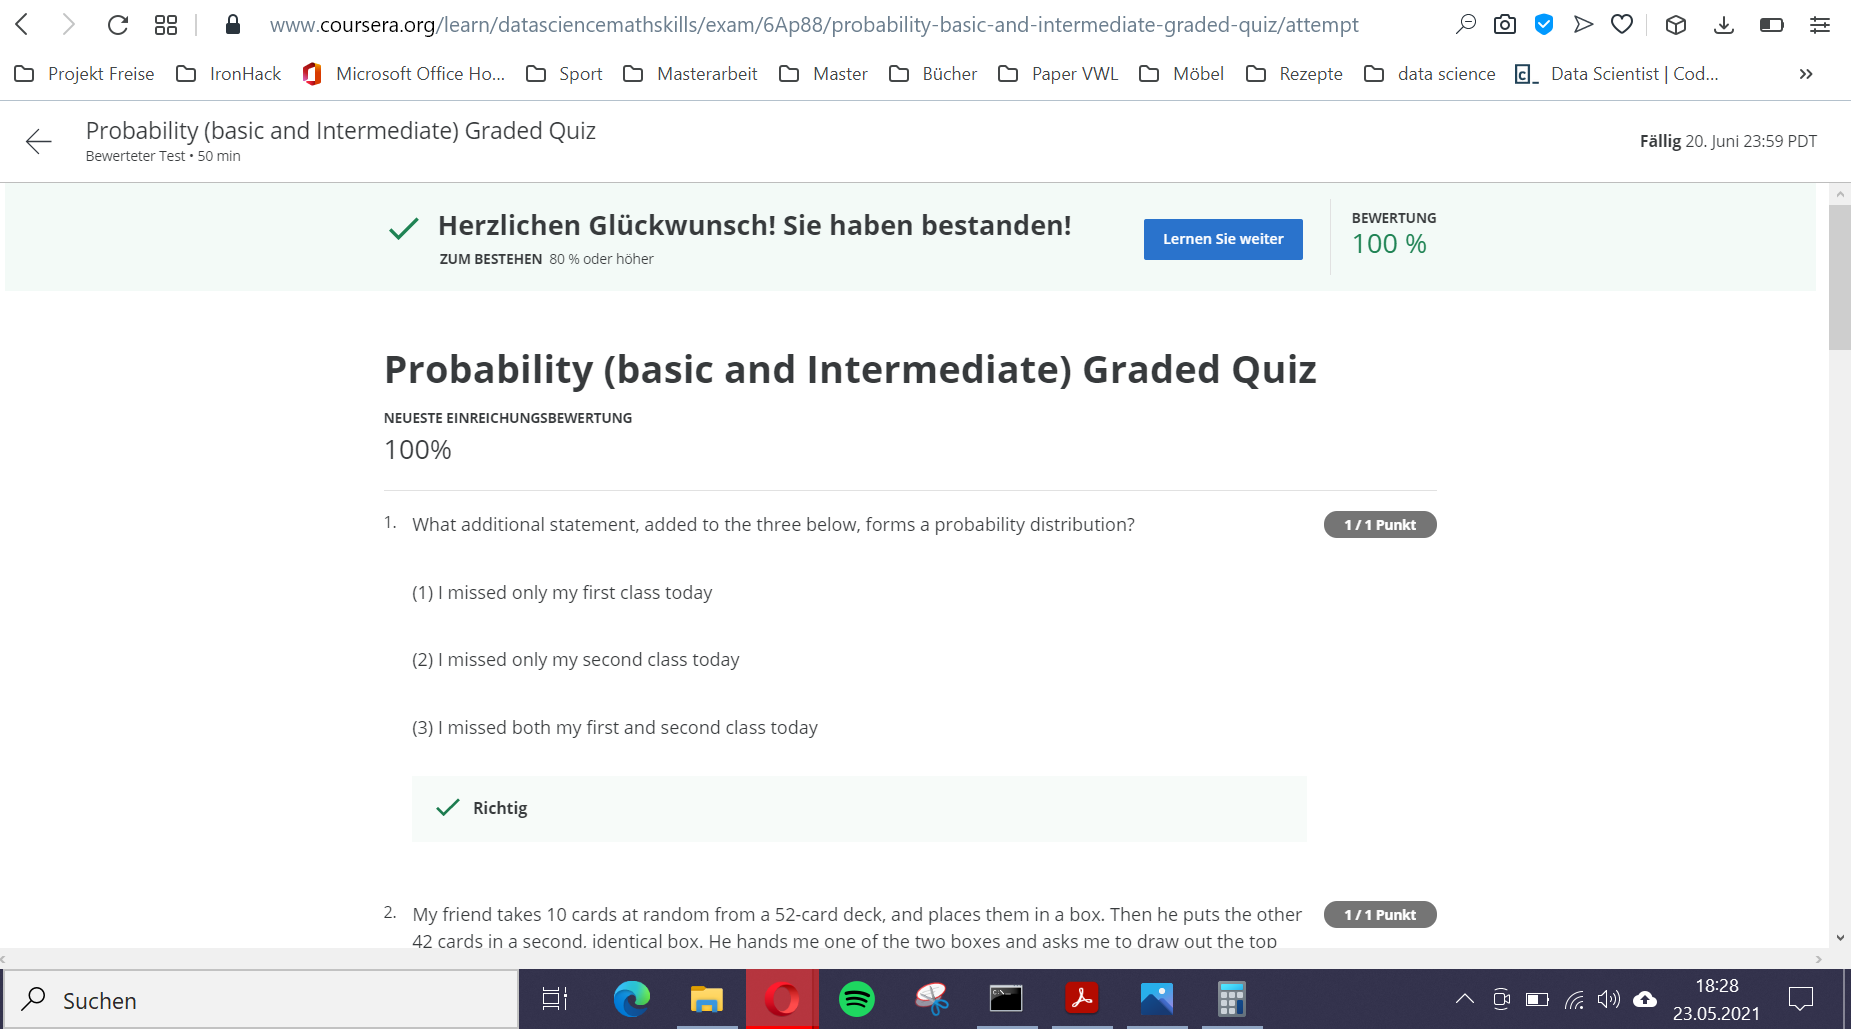 www.coursera.org/learn/datasciencemathskills/exam/6Ap88/probability-basic-and-intermediate-graded-quiz/attempt
Projekt Freise IronHack Microsoft Office Ho... Sport Masterarbeit Master Bücher Paper VWL Möbel Rezepte data science Data Scientist | Cod... »
Probability (basic and Intermediate) Graded Quiz
Bewerteter Test • 50 min
Fällig 20. Juni 23:59 PDT
Herzlichen Glückwunsch! Sie haben bestanden!
ZUM BESTEHEN 80 % oder höher
Lernen Sie weiter
BEWERTUNG
100 %
Probability (basic and Intermediate) Graded Quiz
NEUESTE EINREICHUNGSBEWERTUNG
100%
1. What additional statement, added to the three below, forms a probability distribution?
1 / 1 Punkt
(1) I missed only my first class today
(2) I missed only my second class today
(3) I missed both my first and second class today
Richtig
2. My friend takes 10 cards at random from a 52-card deck, and places them in a box. Then he puts the other
1 / 1 Punkt
42 cards in a second, identical box. He hands me one of the two boxes and asks me to draw out the top
Suchen
18:28
23.05.2021